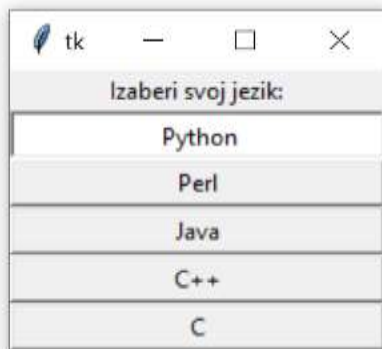 tk
Izaberi svoj jezik:
Python
Perl
Java
C++
C